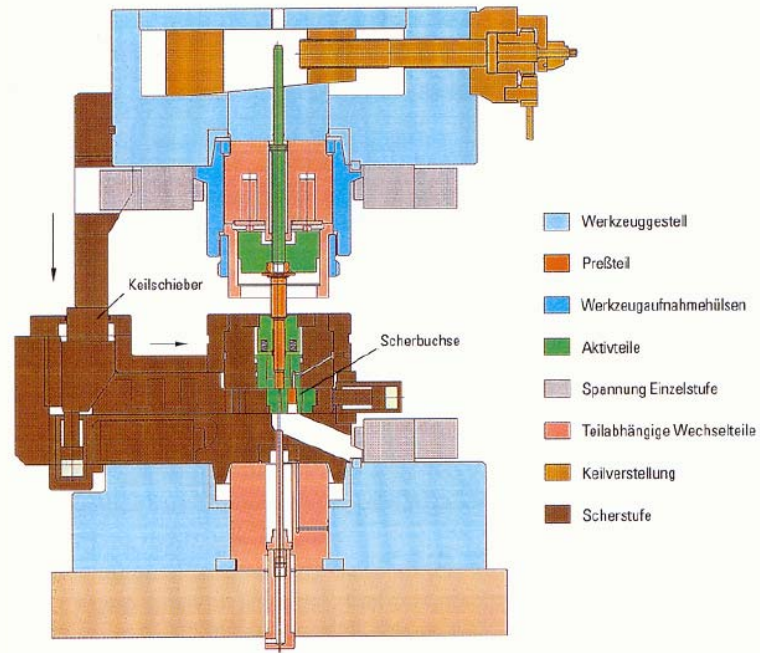 Keilschieber
Scherbuchse
Werkzeuggestell
Preßteil
Werkzeugaufnahmehülsen
Aktivteile
Spannung Einzelstufe
Teilabhängige Wechselteile
Keilverstellung
Scherstufe